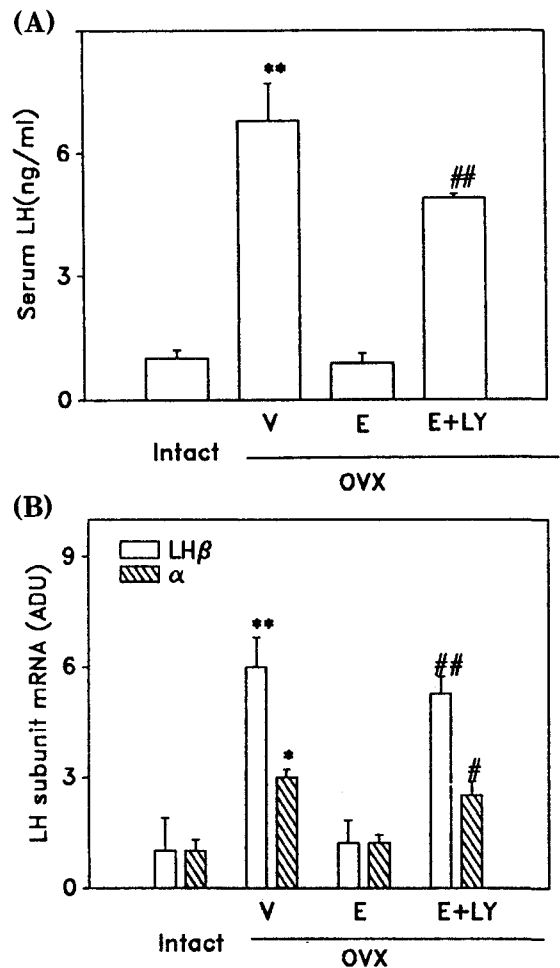 (A)
Serum LH(ng/ml)
6
3
0
**
##
V E E+LY
Intact
OVX
(B)
LH subunit mRNA (ADU)
9
6
3
0
LHβ
α
**
*
##
#
V E E+LY
Intact
OVX